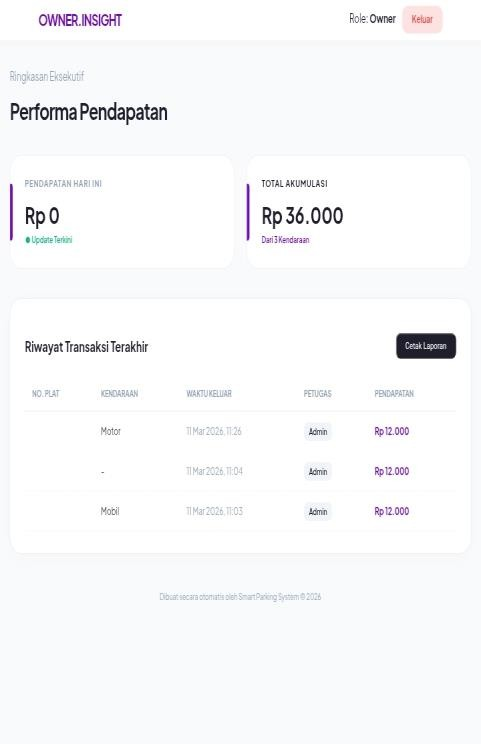 OWNER.INSIGHT
Role: Owner Keluar
Ringkasan Eksekutif
Performa Pendapatan
PENDAPATAN HARI INI
Rp 0
Update Terkini
TOTAL AKUMULASI
Rp 36.000
Dari 3 Kendaraan
Riwayat Transaksi Terakhir
Cetak Laporan
NO. PLAT KENDARAAN WAKTU KELUAR PETUGAS PENDAPATAN
Motor 11 Mar 2026, 11:26 Admin Rp 12.000
- 11 Mar 2026, 11:04 Admin Rp 12.000
Mobil 11 Mar 2026, 11:03 Admin Rp 12.000
Dibuat secara otomatis oleh Smart Parking System © 2026